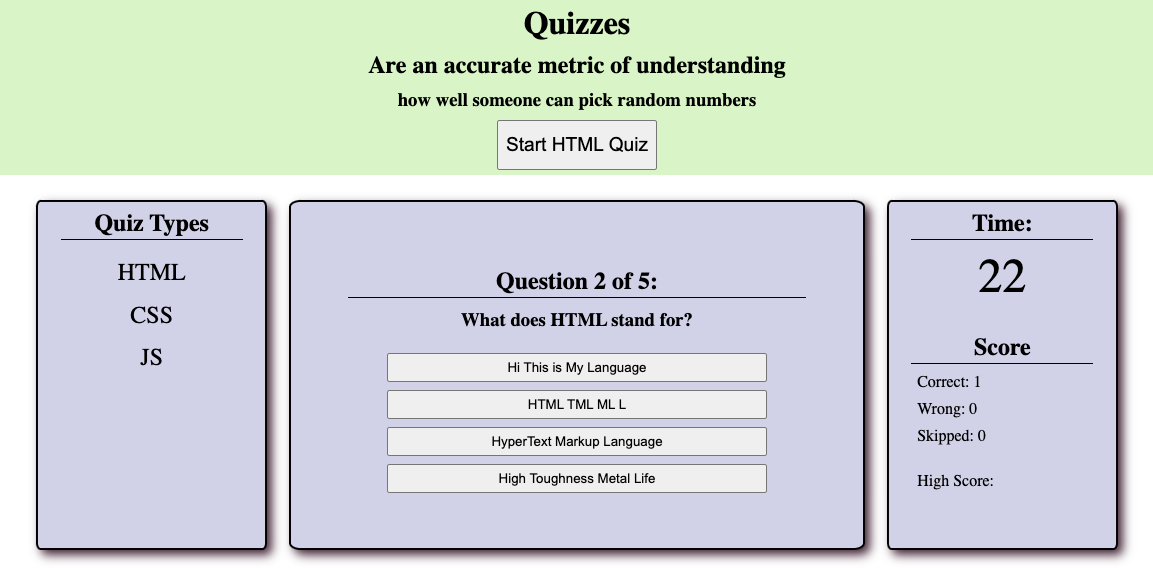 Quizzes
Are an accurate metric of understanding
how well someone can pick random numbers
Start HTML Quiz
Quiz Types
HTML
CSS
JS
Question 2 of 5:
What does HTML stand for?
Hi This is My Language
HTML TML ML L
HyperText Markup Language
High Toughness Metal Life
Time:
22
Score
Correct: 1
Wrong: 0
Skipped: 0
High Score: